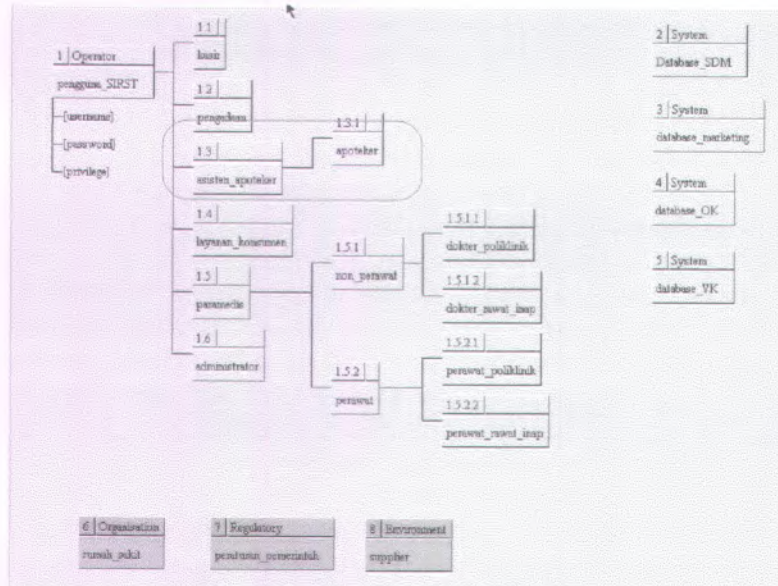 1 Operator
pengguna_SIRST
[username]
[password]
[privilege]
1.1
kasir
1.2
pengadaan
1.3
asisten_apoteker
1.3.1
apoteker
1.4
layanan_konsumen
1.5
paramedis
1.6
administrator
1.5.1
non_perawat
1.5.2
perawat
1.5.1.1
dokter_poliklinik
1.5.1.2
dokter_rawat_inap
1.5.2.1
perawat_poliklinik
1.5.2.2
perawat_rawat_inap
2 System
Database_SDM
3 System
database_marketing
4 System
database_OK
5 System
database_VK
6 Organisation
rumah_sakit
7 Regulatory
peraturan_pemerintah
8 Environment
supplier